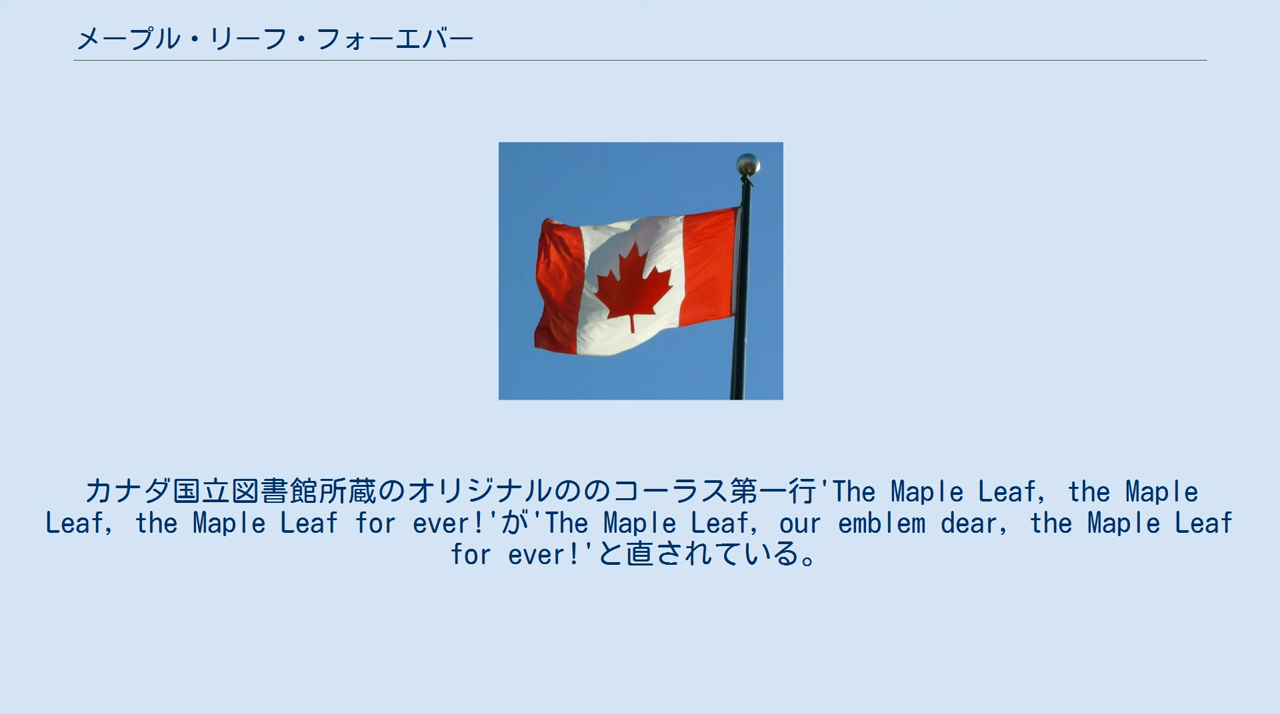 メープル・リーフ・フォーエバー
カナダ国立図書館所蔵のオリジナルののコーラス第一行'The Maple Leaf, the Maple
Leaf, the Maple Leaf for ever!'が'The Maple Leaf, our emblem dear, the Maple Leaf
for ever!'と直されている。